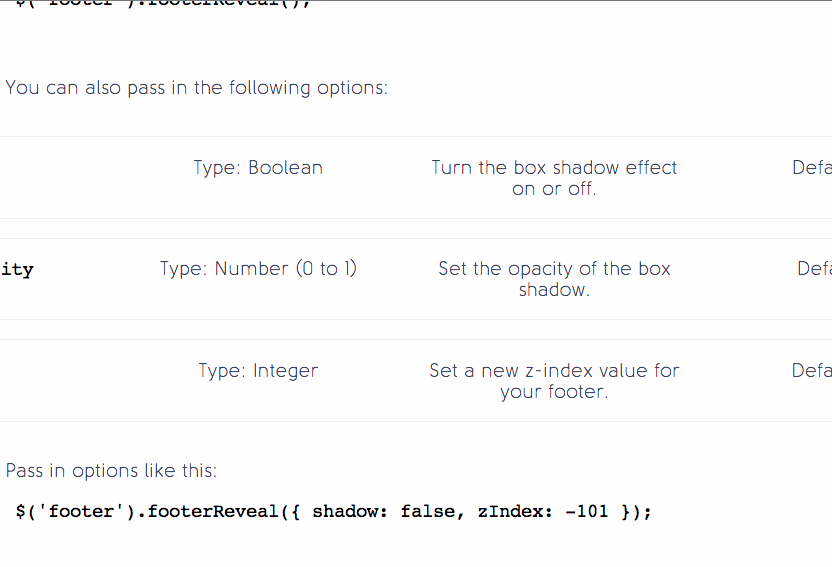 $('footer').footerReveal();
You can also pass in the following options:
Type: Boolean
Turn the box shadow effect
on or off.
Defa
ity
Type: Number (0 to 1)
Set the opacity of the box
shadow.
Defa
Type: Integer
Set a new z-index value for
your footer.
Defa
Pass in options like this:
$('footer').footerReveal({ shadow: false, zIndex: -101 });